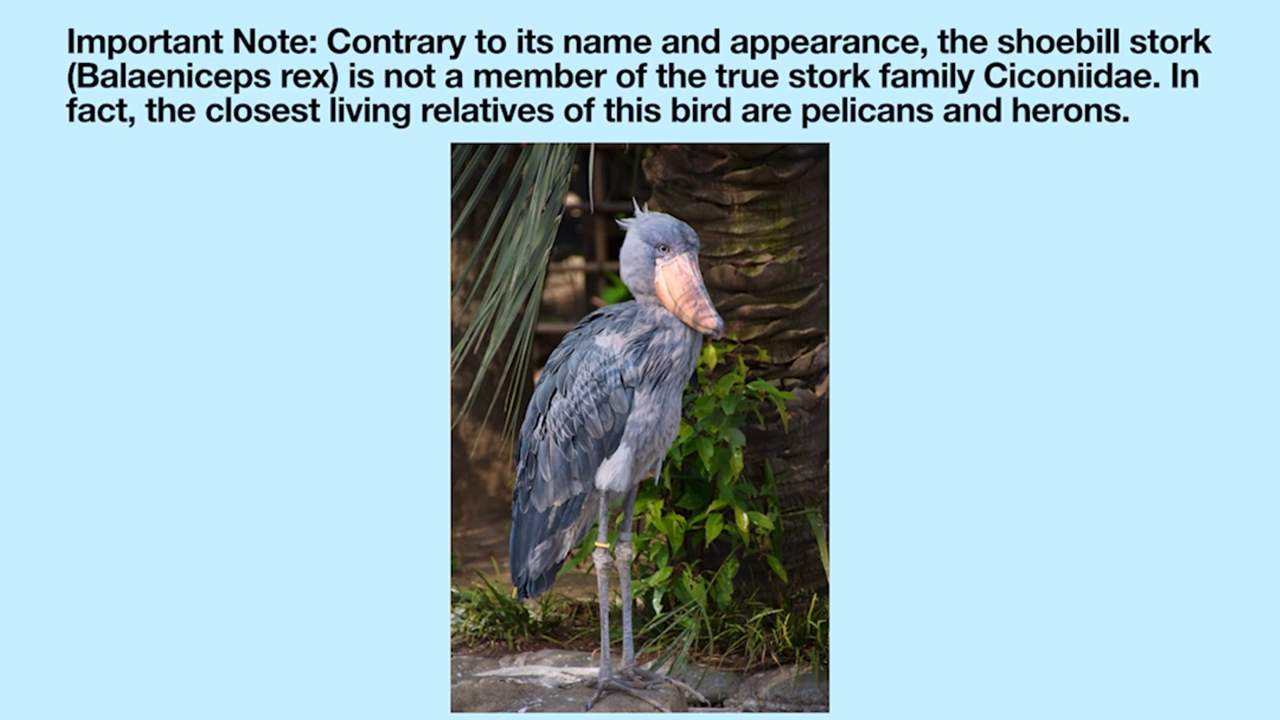 Important Note: Contrary to its name and appearance, the shoebill stork
(Balaeniceps rex) is not a member of the true stork family Ciconiidae. In
fact, the closest living relatives of this bird are pelicans and herons.